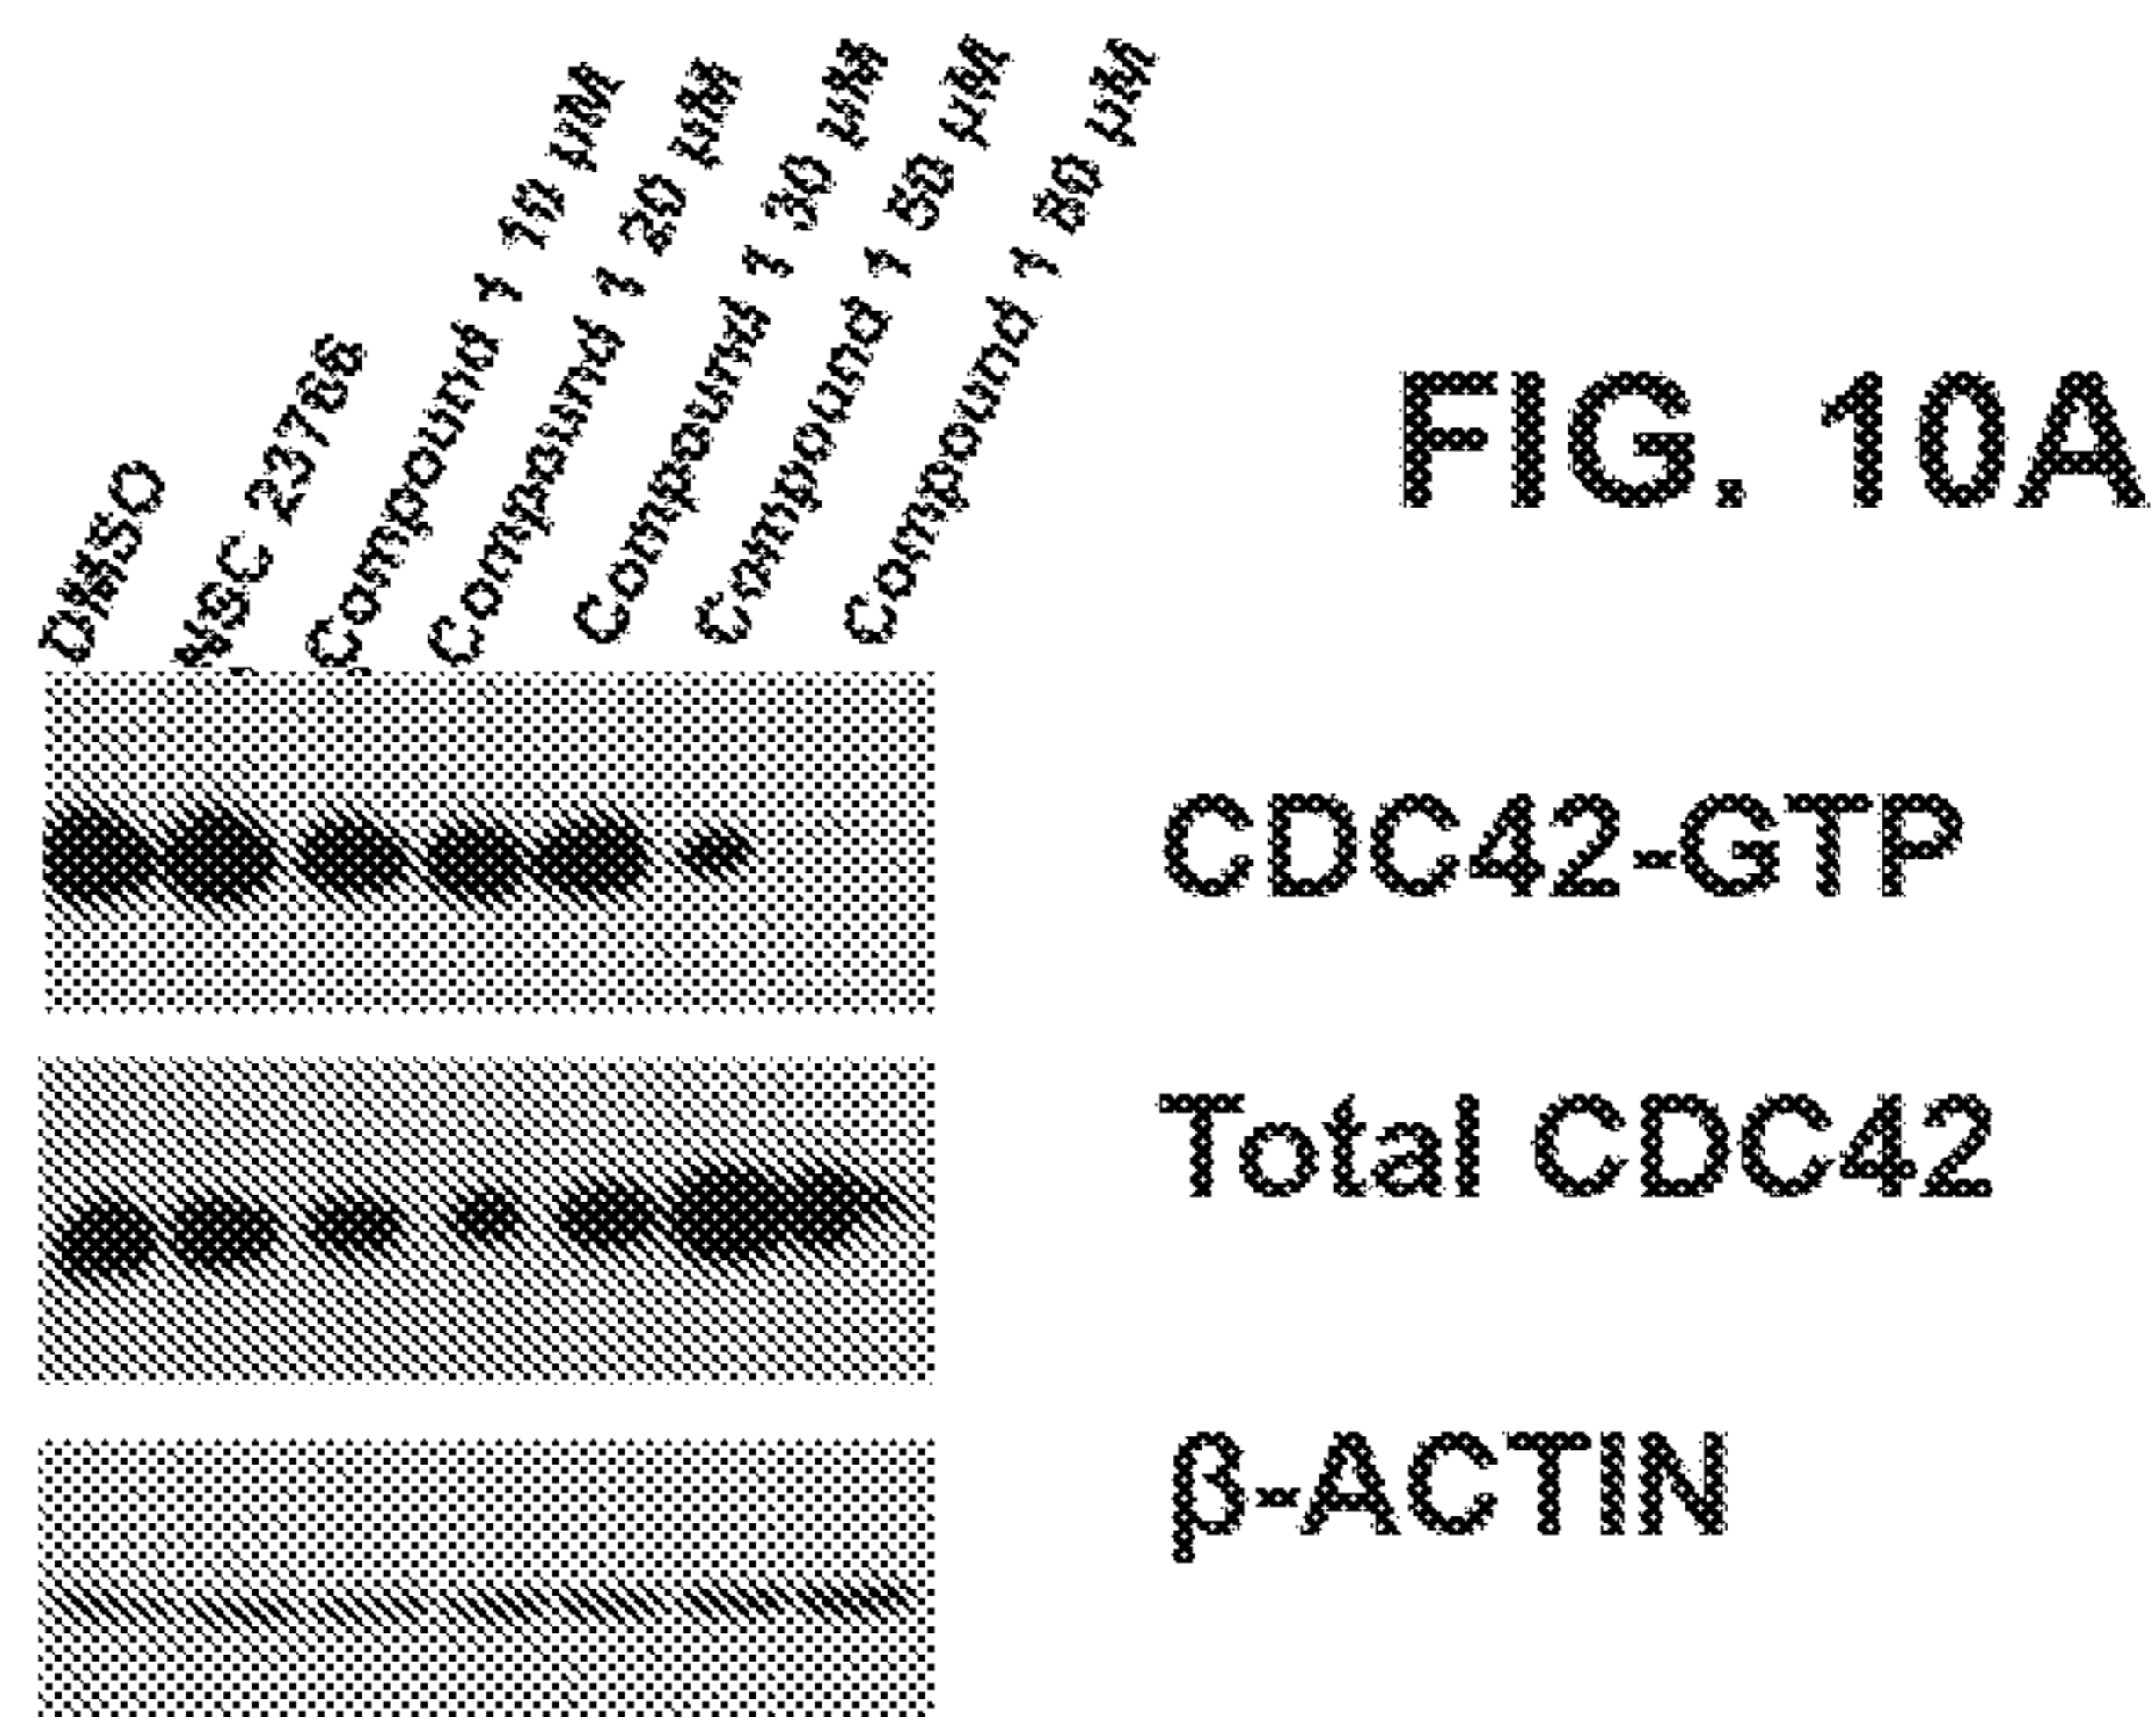 DMSO
NSC 23766
Compound 1 10 µM
Compound 1 20 µM
Compound 1 30 µM
Compound 1 50 µM
Compound 1 80 µM
FIG. 10A
CDC42-GTP
Total CDC42
β-ACTIN